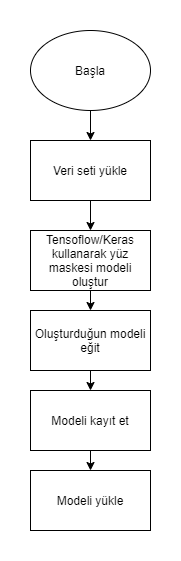 Başla
Veri seti yükle
Tensoflow/Keras
kullanarak yüz
maskesi modeli
oluştur
Oluşturduğun modeli
eğit
Modeli kayıt et
Modeli yükle